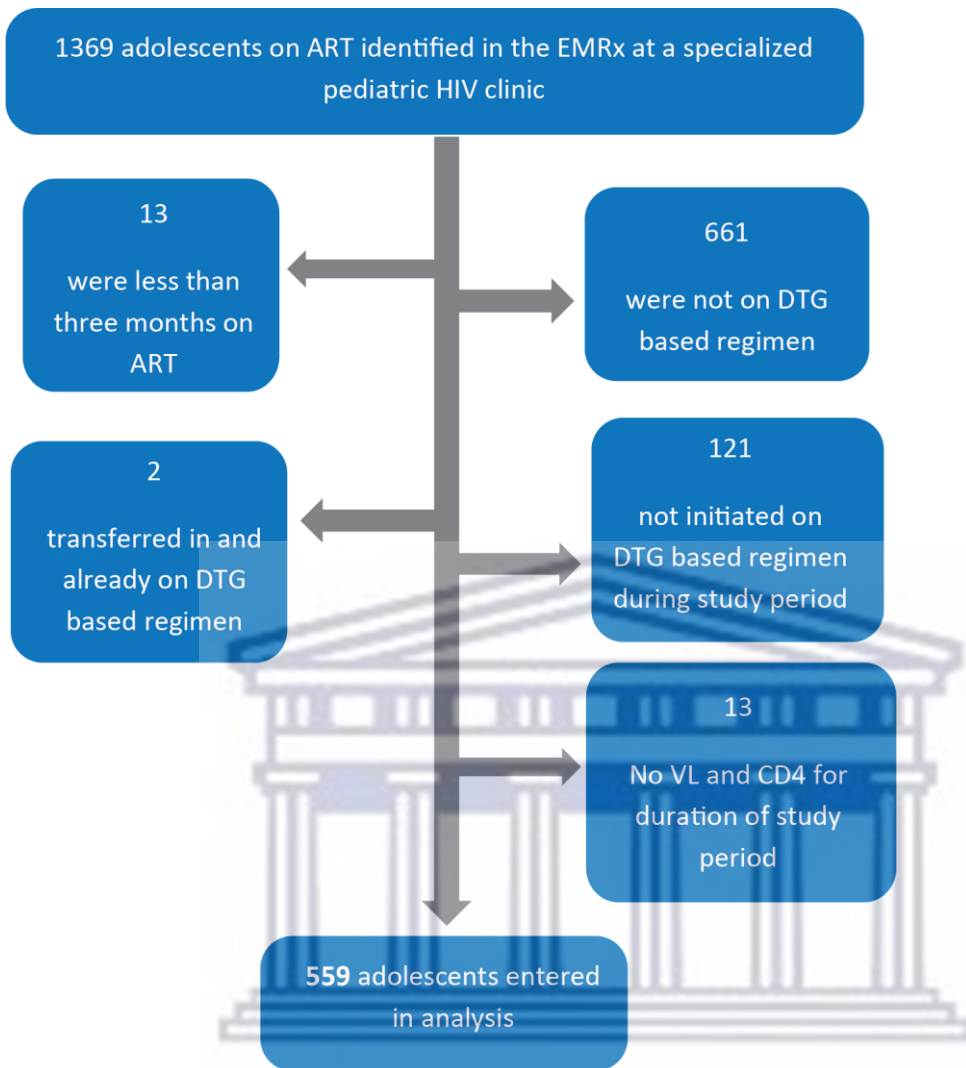 1369 adolescents on ART identified in the EMRx at a specialized
pediatric HIV clinic
13
were less than
three months on
ART
661
were not on DTG
based regimen
2
transferred in and
already on DTG
based regimen
121
not initiated on
DTG based regimen
during study period
13
No VL and CD4 for
duration of study
period
559 adolescents entered
in analysis